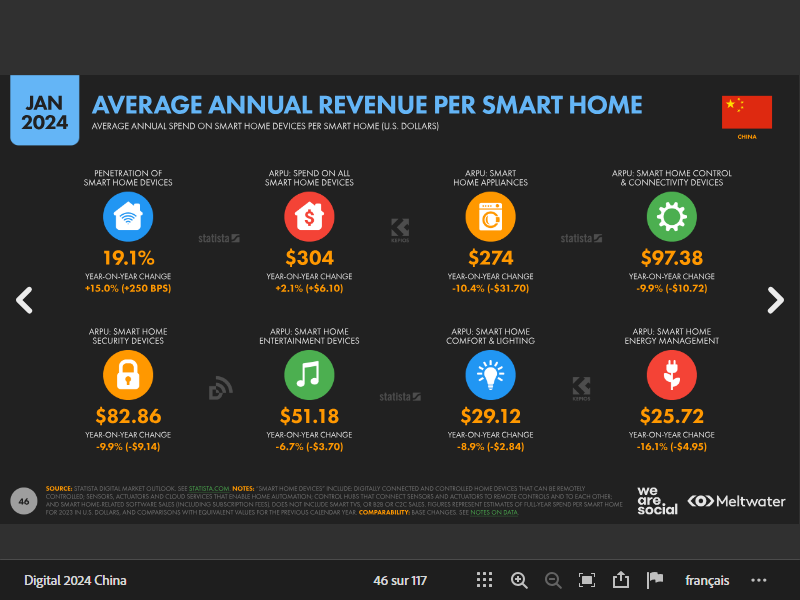 JAN
2024
AVERAGE ANNUAL REVENUE PER SMART HOME
AVERAGE ANNUAL SPEND ON SMART HOME DEVICES PER SMART HOME (U.S. DOLLARS)
CHINA
PENETRATION OF
SMART HOME DEVICES
19.1%
YEAR-ON-YEAR CHANGE
+15.0% (+250 BPS)
ARPU: SPEND ON ALL
SMART HOME DEVICES
$304
YEAR-ON-YEAR CHANGE
+2.1% (+$6.10)
ARPU: SMART
HOME APPLIANCES
$274
YEAR-ON-YEAR CHANGE
-10.4% (-$31.70)
ARPU: SMART HOME CONTROL
& CONNECTIVITY DEVICES
$97.38
YEAR-ON-YEAR CHANGE
-9.9% (-$10.72)
statista
KEPIOS
statista
ARPU: SMART HOME
SECURITY DEVICES
$82.86
YEAR-ON-YEAR CHANGE
-9.9% (-$9.14)
ARPU: SMART HOME
ENTERTAINMENT DEVICES
$51.18
YEAR-ON-YEAR CHANGE
-6.7% (-$3.70)
ARPU: SMART HOME
COMFORT & LIGHTING
$29.12
YEAR-ON-YEAR CHANGE
-8.9% (-$2.84)
ARPU: SMART HOME
ENERGY MANAGEMENT
$25.72
YEAR-ON-YEAR CHANGE
-16.1% (-$4.95)
statista
KEPIOS
46
SOURCE: STATISTA DIGITAL MARKET OUTLOOK. SEE STATISTA.COM. NOTES: "SMART HOME DEVICES" INCLUDE DIGITALLY CONNECTED AND CONTROLLED HOME DEVICES THAT CAN BE REMOTELY
CONTROLLED; SENSORS, ACTUATORS AND CLOUD SERVICES THAT ENABLE HOME AUTOMATION; CONTROL HUBS THAT CONNECT SENSORS AND ACTUATORS TO REMOTE CONTROLS AND TO EACH OTHER;
AND SMART HOME RELATED SOFTWARE SALES (INCLUDING SUBSCRIPTION FEES). DOES NOT INCLUDE SMART TVS, OR B2B OR C2C SALES. FIGURES REPRESENT ESTIMATES OF FULL-YEAR SPEND PER SMART HOME
FOR 2023 IN U.S. DOLLARS, AND COMPARISONS WITH EQUIVALENT VALUES FOR THE PREVIOUS CALENDAR YEAR. COMPARABILITY: BASE CHANGES. SEE NOTES ON DATA
we
are.
social
Meltwater
Digital 2024 China
46 sur 117
français